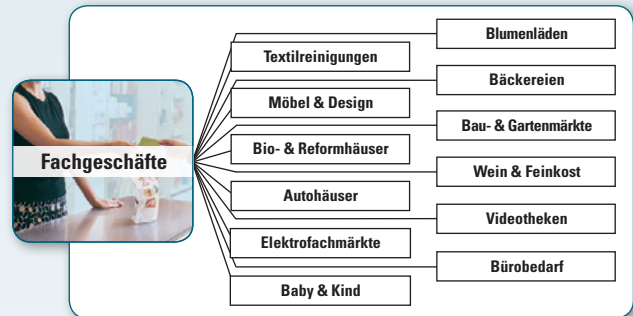 Fachgeschäfte
Blumenläden
Textilreinigungen
Bäckereien
Möbel & Design
Bau- & Gartenmärkte
Bio- & Reformhäuser
Wein & Feinkost
Autohäuser
Videotheken
Elektrofachmärkte
Bürobedarf
Baby & Kind